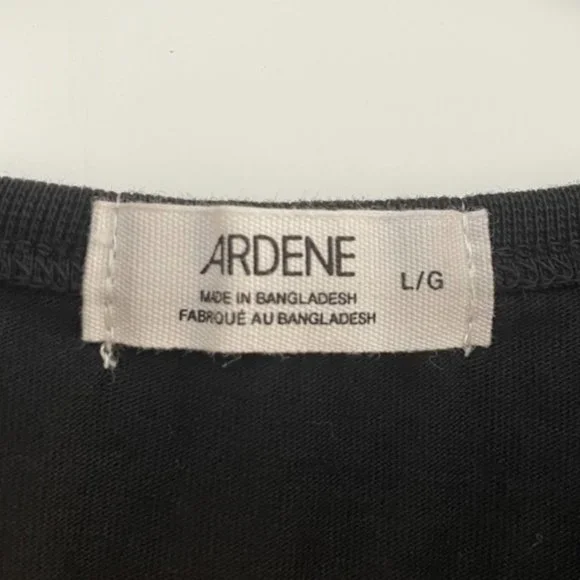 ARDENE
L/G
MADE IN BANGLADESH
FABRIQUÉ AU BANGLADESH